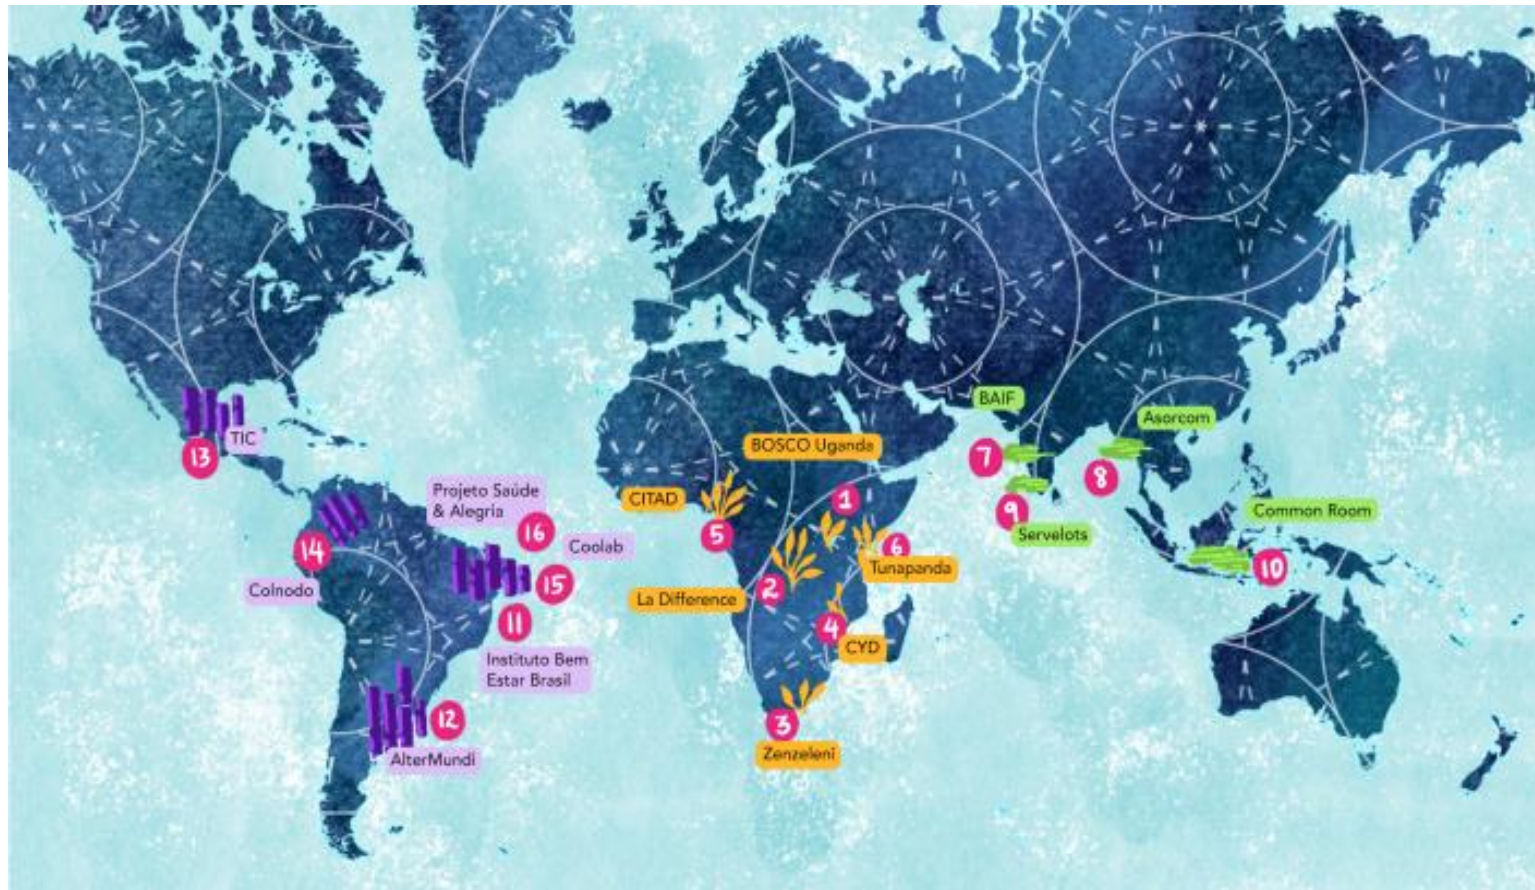 BAIF
Asorcom
TIC
13
BOSCO Uganda
7
8
Projeto Saúde
& Alegria
CITAD
1
9
Common Room
16
5
Servelots
14
Coolab
6
Tunapanda
10
Colnodo
15
2
La Difference
11
4
CYD
Instituto Bem
Estar Brasil
12
3
AlterMundi
Zenzeleni